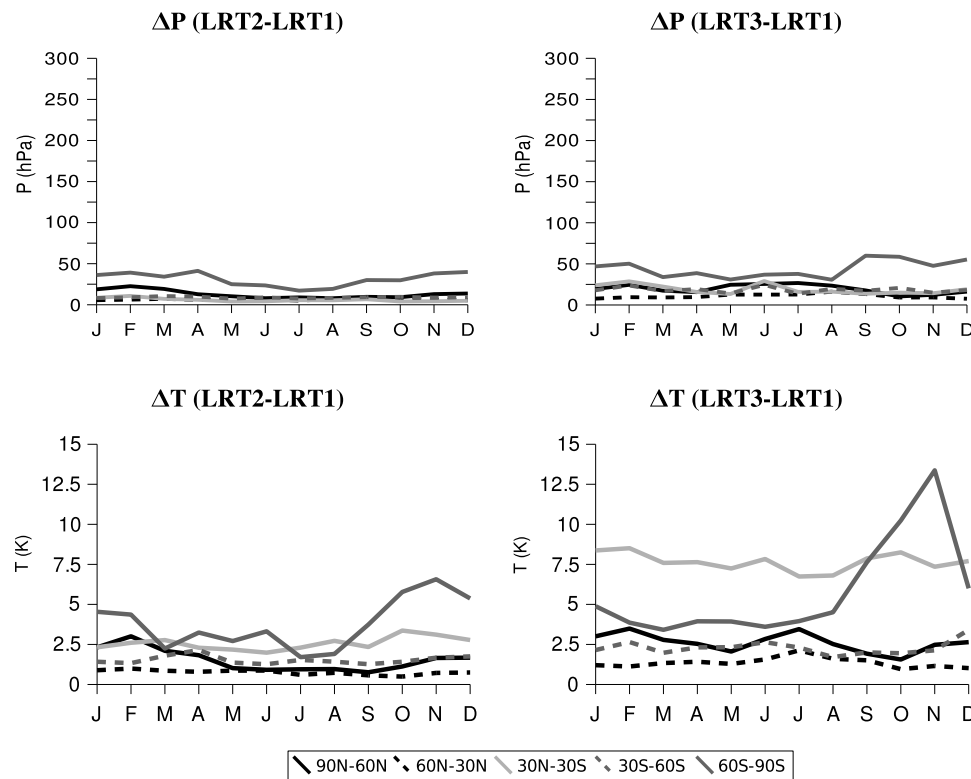 ΔP (LRT2-LRT1)
300
250
200
150
100
50
0
P (hPa)
J F M A M J J A S O N D
ΔP (LRT3-LRT1)
300
250
200
150
100
50
0
P (hPa)
J F M A M J J A S O N D
ΔT (LRT2-LRT1)
15
12.5
10
7.5
5
2.5
0
T (K)
J F M A M J J A S O N D
ΔT (LRT3-LRT1)
15
12.5
10
7.5
5
2.5
0
T (K)
J F M A M J J A S O N D
90N-60N 60N-30N 30N-30S 30S-60S 60S-90S